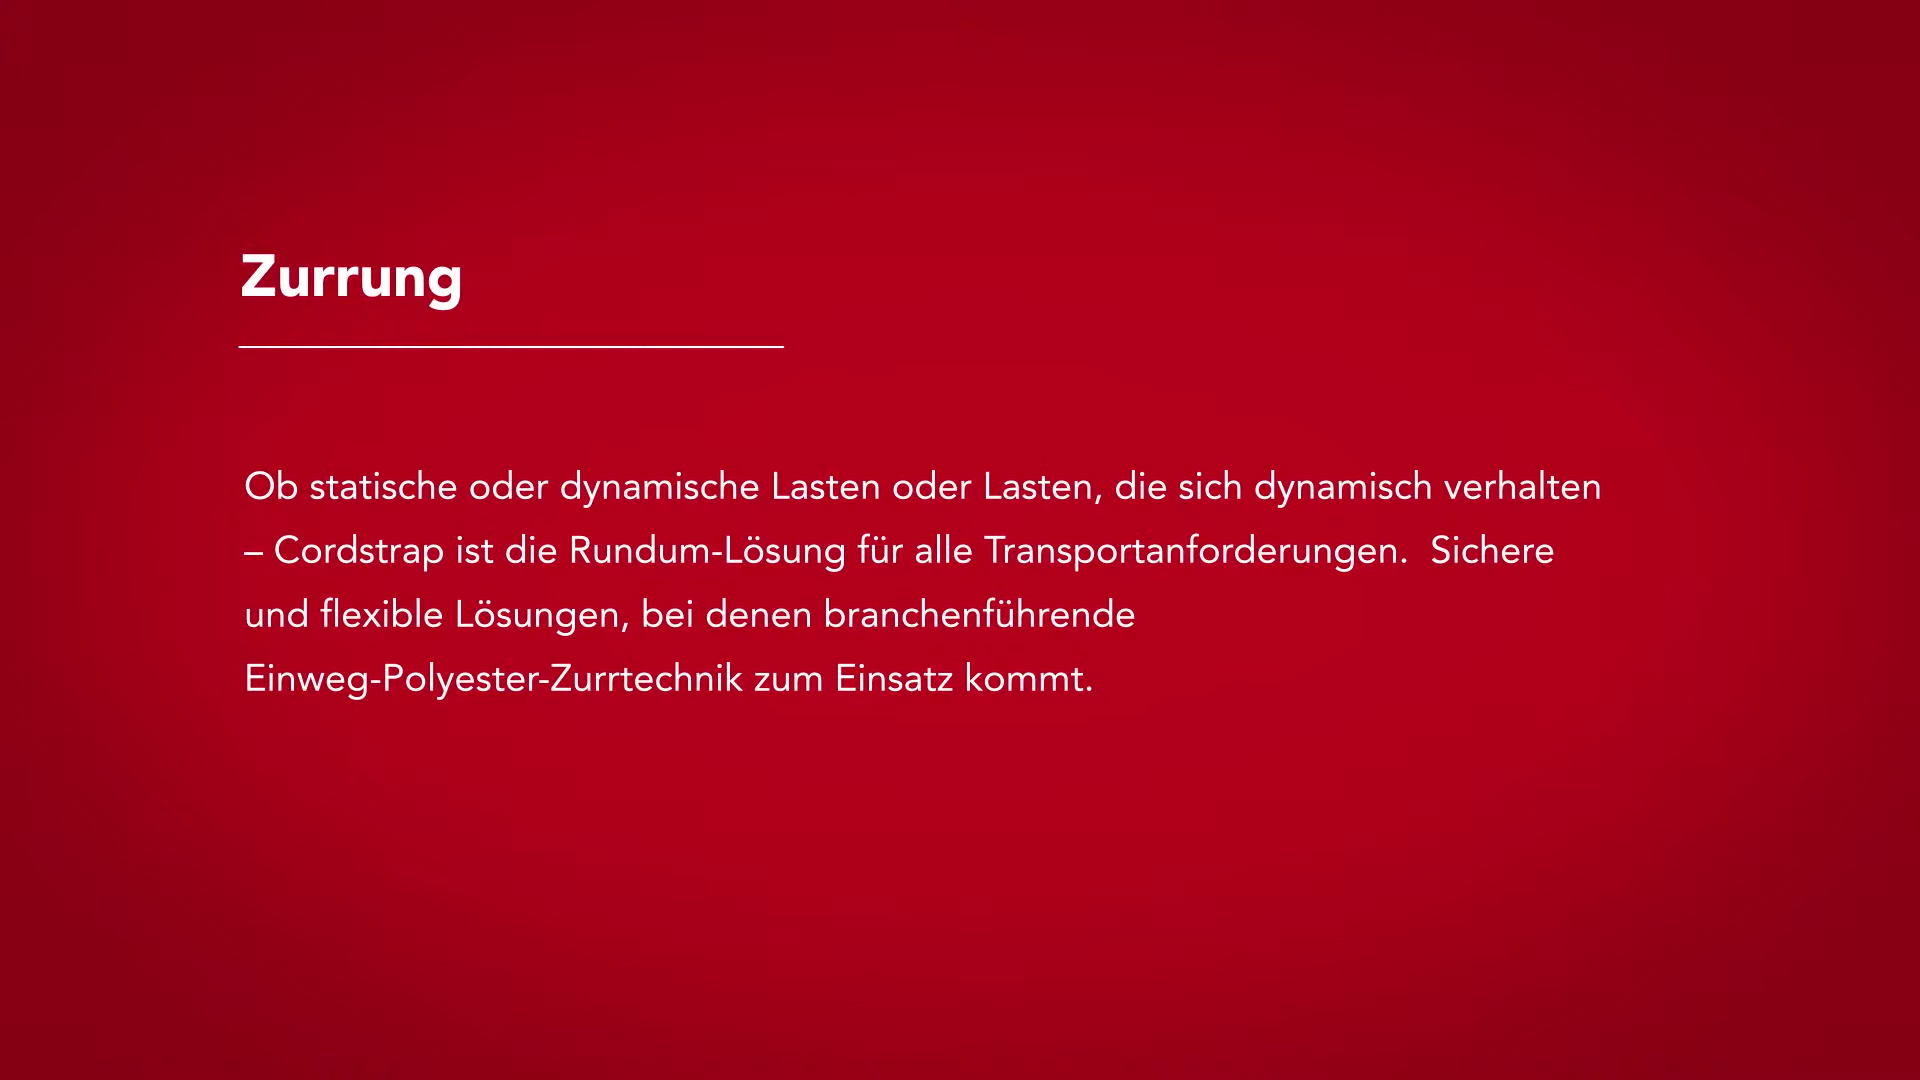 Zurrung
Ob statische oder dynamische Lasten oder Lasten, die sich dynamisch verhalten
– Cordstrap ist die Rundum-Lösung für alle Transportanforderungen.  Sichere
und flexible Lösungen, bei denen branchenführende
Einweg-Polyester-Zurrtechnik zum Einsatz kommt.